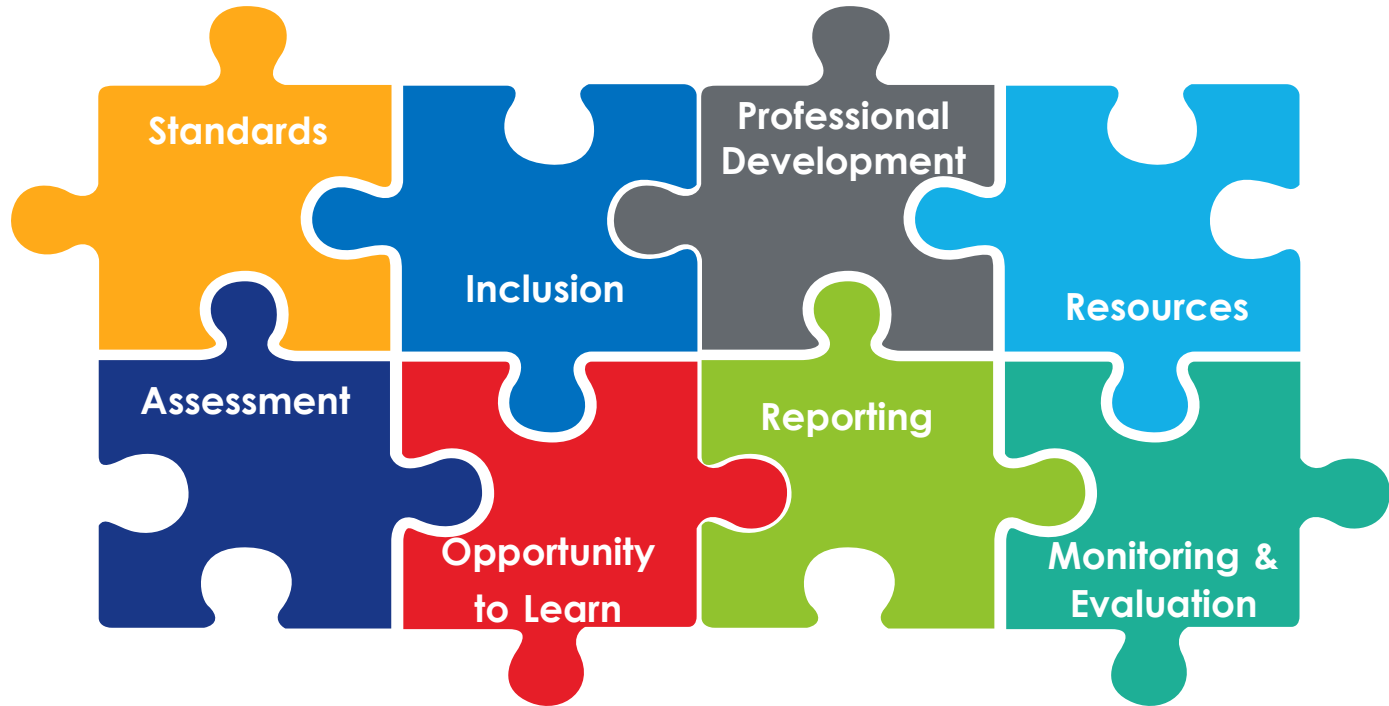 Standards
Inclusion
Professional
Development
Resources
Assessment
Opportunity
to Learn
Reporting
Monitoring &
Evaluation